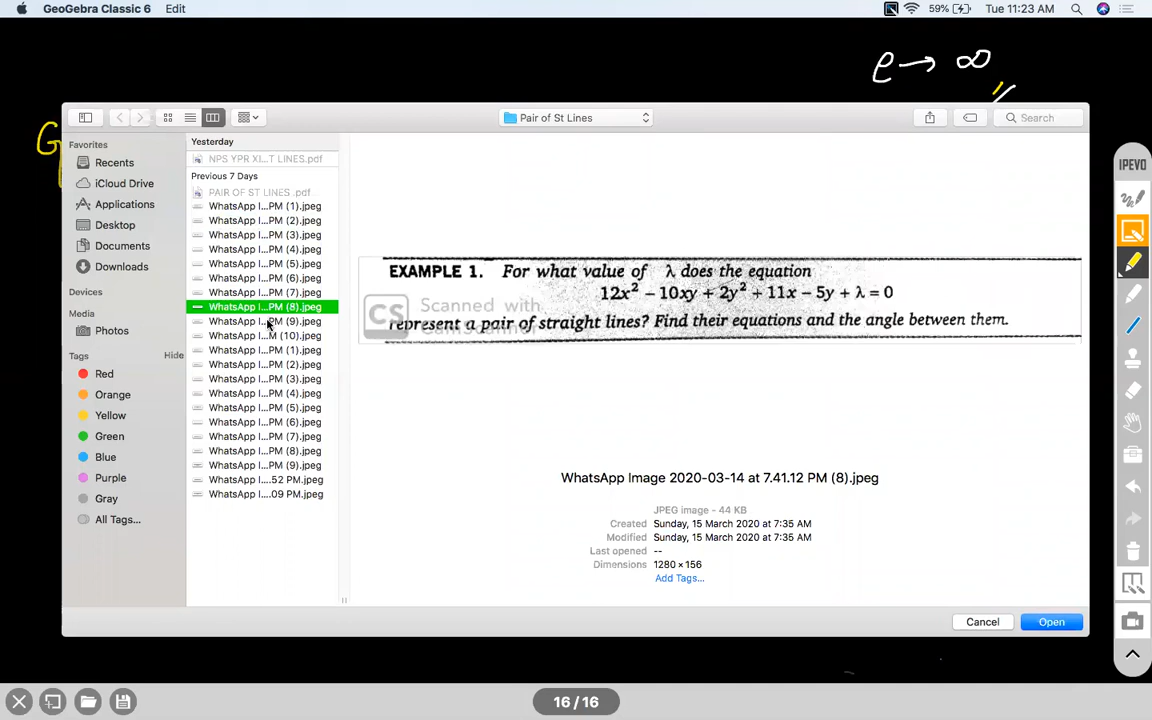 GeoGebra Classic 6 Edit 59% Tue 11:23 AM
e → ∞
Pair of St Lines Search
G
Favorites
Recents
iCloud Drive
Applications
Desktop
Documents
Downloads
Devices
Media
Photos
Tags Hide
Red
Orange
Yellow
Green
Blue
Purple
Gray
All Tags...
Yesterday
NPS YPR XI...T LINES.pdf
Previous 7 Days
PAIR OF ST LINES .pdf
WhatsApp I...PM (1).jpeg
WhatsApp I...PM (2).jpeg
WhatsApp I...PM (3).jpeg
WhatsApp I...PM (4).jpeg
WhatsApp I...PM (5).jpeg
WhatsApp I...PM (6).jpeg
WhatsApp I...PM (7).jpeg
WhatsApp I...PM (8).jpeg
WhatsApp I...PM (9).jpeg
WhatsApp I...M (10).jpeg
WhatsApp I...PM (1).jpeg
WhatsApp I...PM (2).jpeg
WhatsApp I...PM (3).jpeg
WhatsApp I...PM (4).jpeg
WhatsApp I...PM (5).jpeg
WhatsApp I...PM (6).jpeg
WhatsApp I...PM (7).jpeg
WhatsApp I...PM (8).jpeg
WhatsApp I...PM (9).jpeg
WhatsApp I....52 PM.jpeg
WhatsApp I....09 PM.jpeg
EXAMPLE 1. For what value of λ does the equation
12x² – 10xy + 2y² + 11x – 5y + λ = 0
represent a pair of straight lines? Find their equations and the angle between them.
CS Scanned with
WhatsApp Image 2020-03-14 at 7.41.12 PM (8).jpeg
JPEG image - 44 KB
Created Sunday, 15 March 2020 at 7:35 AM
Modified Sunday, 15 March 2020 at 7:35 AM
Last opened --
Dimensions 1280 × 156
Add Tags...
Cancel Open
IPEVO
16 / 16